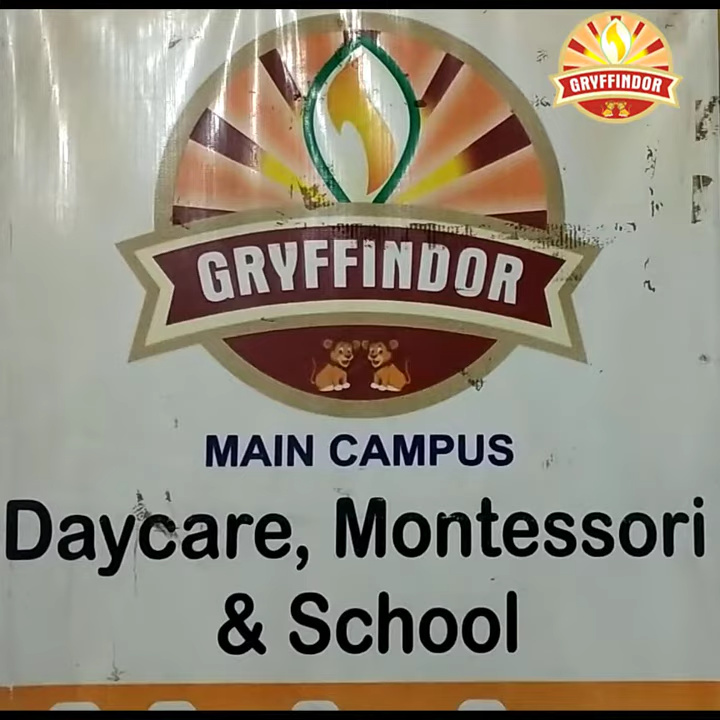 GRYFFINDOR
GRYFFINDOR
MAIN CAMPUS
Daycare, Montessori
& School